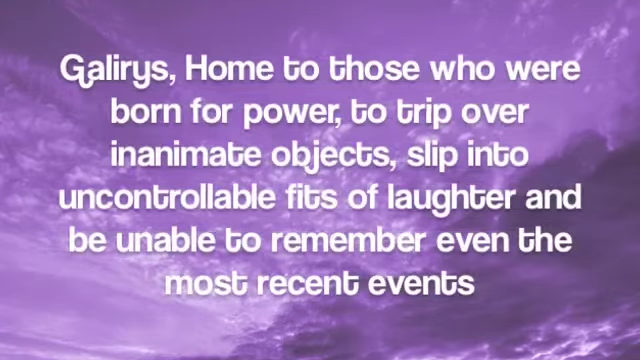 Galirys, Home to those who were
born for power, to trip over
inanimate objects, slip into
uncontrollable fits of laughter and
be unable to remember even the
most recent events